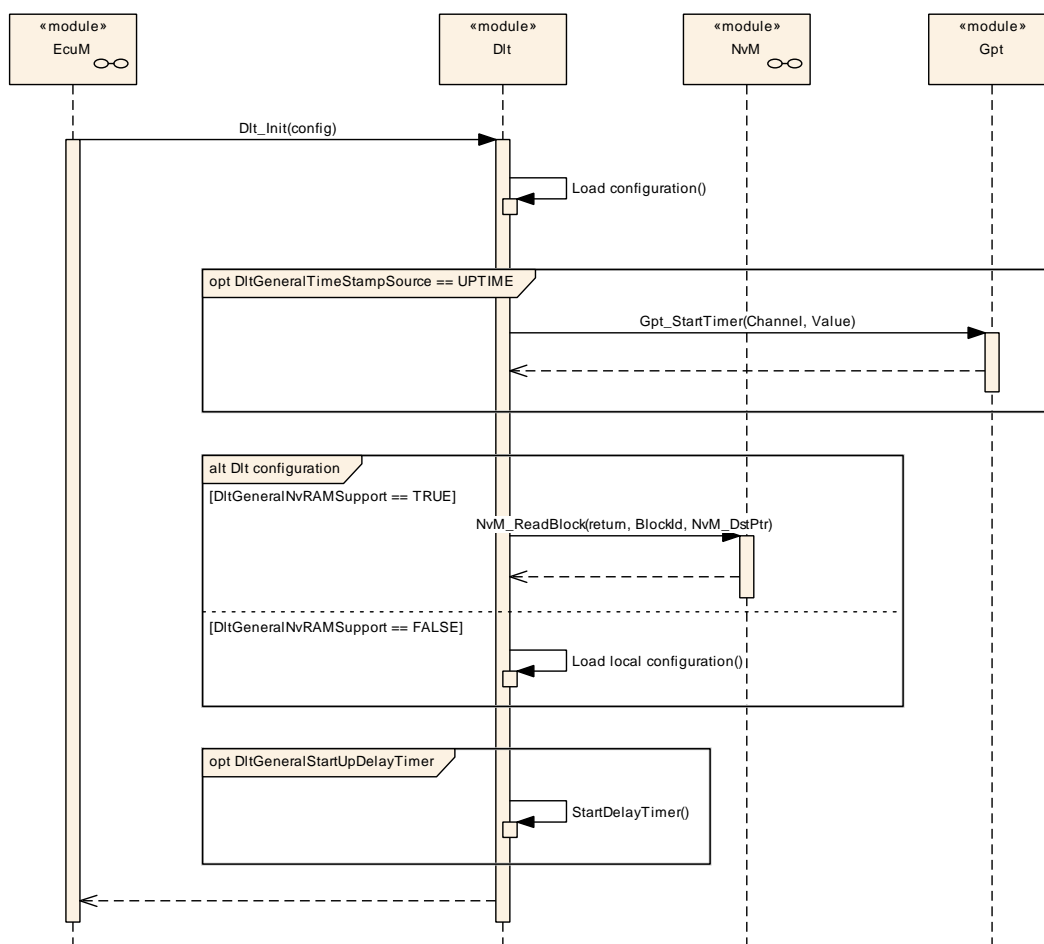 «module»
EcuM
«module»
Dlt
«module»
NvM
«module»
Gpt
Dlt_Init(config)
Load configuration()
opt DltGeneralTimeStampSource == UPTIME
Gpt_StartTimer(Channel, Value)
alt Dlt configuration
[DltGeneralNvRAMSupport == TRUE]
NvM_ReadBlock(return, BlockId, NvM_DstPtr)
[DltGeneralNvRAMSupport == FALSE]
Load local configuration()
opt DltGeneralStartUpDelayTimer
StartDelayTimer()